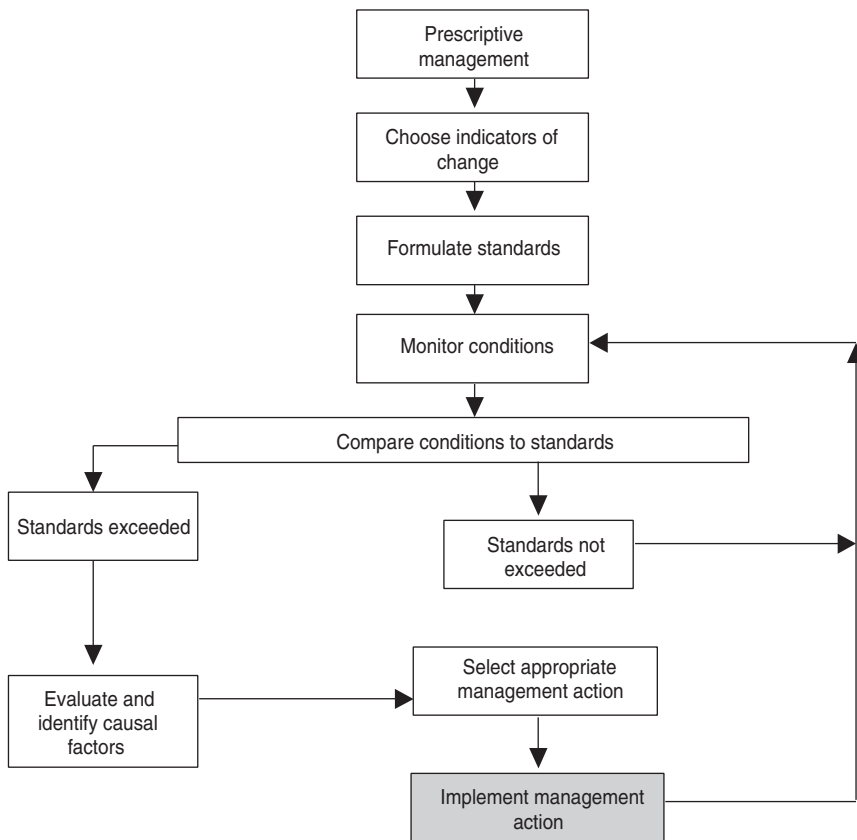 Prescriptive
management
Choose indicators of
change
Formulate standards
Monitor conditions
Compare conditions to standards
Standards exceeded
Standards not
exceeded
Evaluate and
identify causal
factors
Select appropriate
management action
Implement management
action